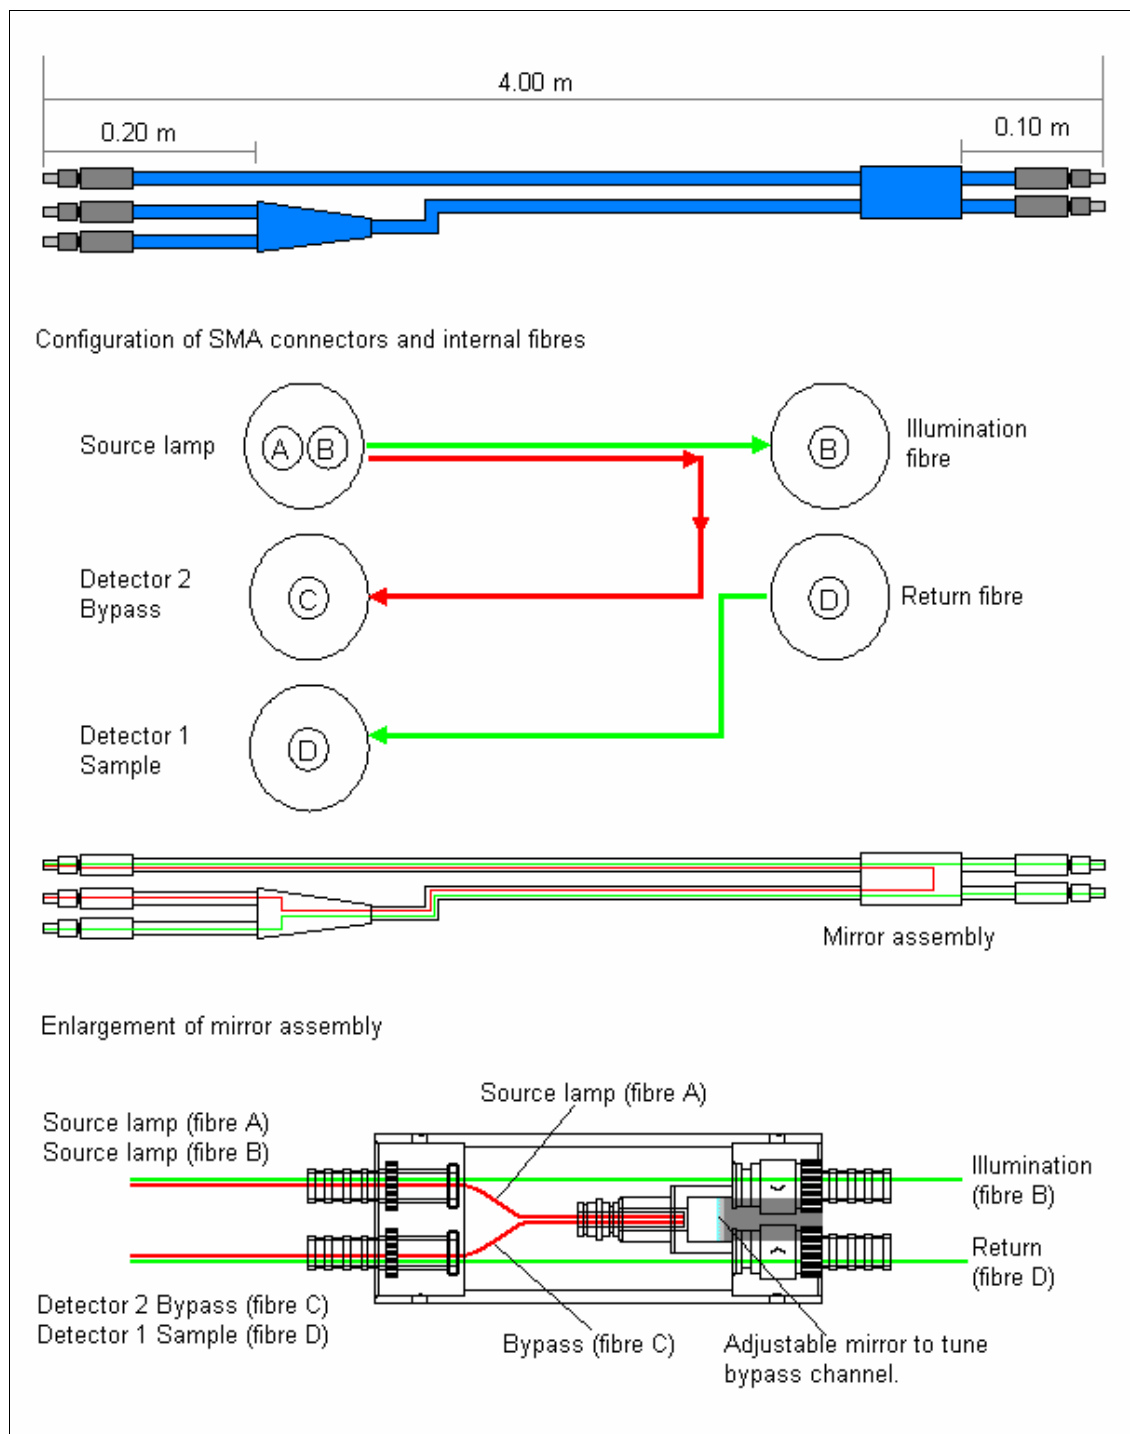 4.00 m
0.20 m
0.10 m
Configuration of SMA connectors and internal fibres
Source lamp
A B
B
Illumination
fibre
Detector 2
Bypass
C
D
Return fibre
Detector 1
Sample
D
Mirror assembly
Enlargement of mirror assembly
Source lamp (fibre A)
Source lamp (fibre A)
Source lamp (fibre B)
Illumination
(fibre B)
Return
(fibre D)
Detector 2 Bypass (fibre C)
Detector 1 Sample (fibre D)
Bypass (fibre C)
Adjustable mirror to tune
bypass channel.